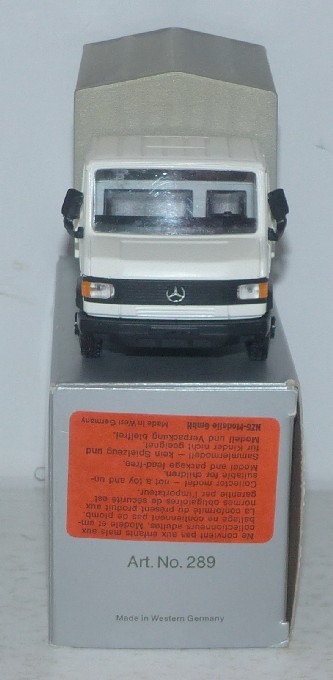 Ne convient pas aux enfants mais aux
collectionneurs adultes. Modèle et em-
ballage ne contiennent pas de plomb.
La conformité du présent produit aux
normes obligatoires de sécurité est
garantie par l'importateur.
Collector model – not a toy and un-
suitable for children.
Model and package lead-free.
Sammlermodell – kein Spielzeug und
für Kinder nicht geeignet
Modell und Verpackung bleifrei.
NZG-Modelle GmbH Made in West Germany
Art. No. 289
Made in Western Germany